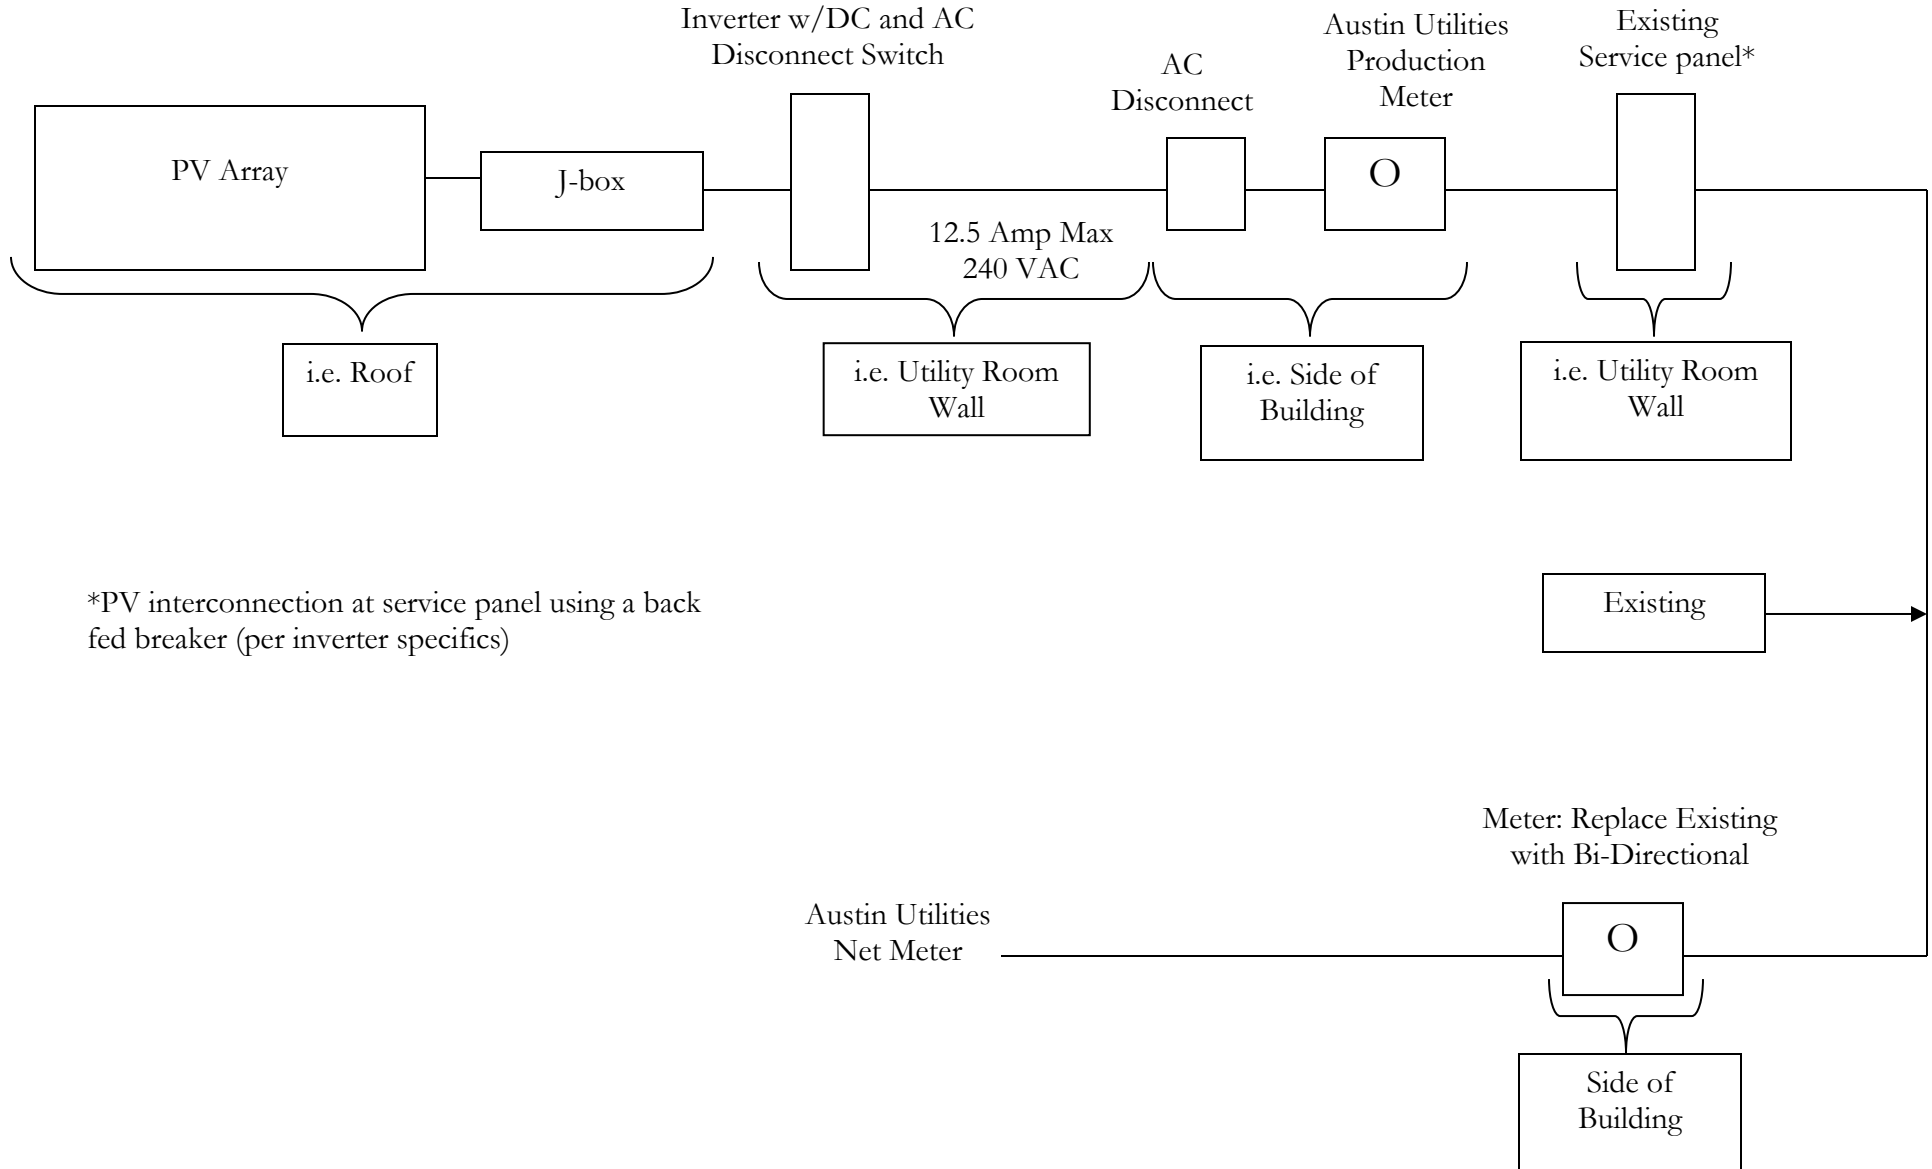 Inverter w/DC and AC
Disconnect Switch
AC
Disconnect
Austin Utilities
Production
Meter
Existing
Service panel*
PV Array
J-box
O
12.5 Amp Max
240 VAC
i.e. Roof
i.e. Utility Room
Wall
i.e. Side of
Building
i.e. Utility Room
Wall
*PV interconnection at service panel using a back
fed breaker (per inverter specifics)
Existing
Meter: Replace Existing
with Bi-Directional
Austin Utilities
Net Meter
O
Side of
Building